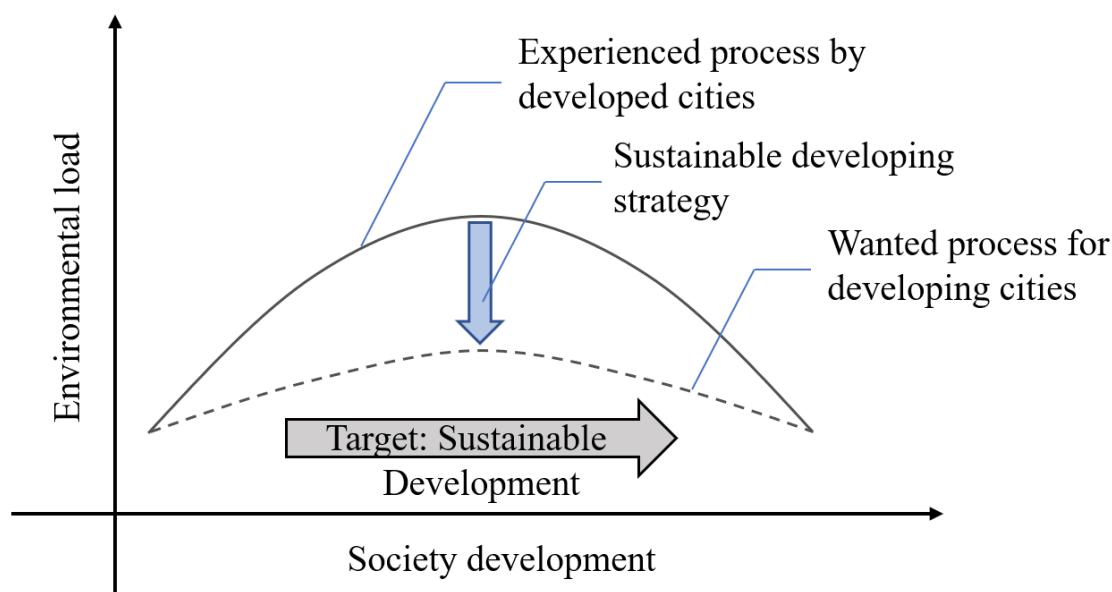 Experienced process by
developed cities
Sustainable developing
strategy
Wanted process for
developing cities
Environmental load
Target: Sustainable
Development
Society development